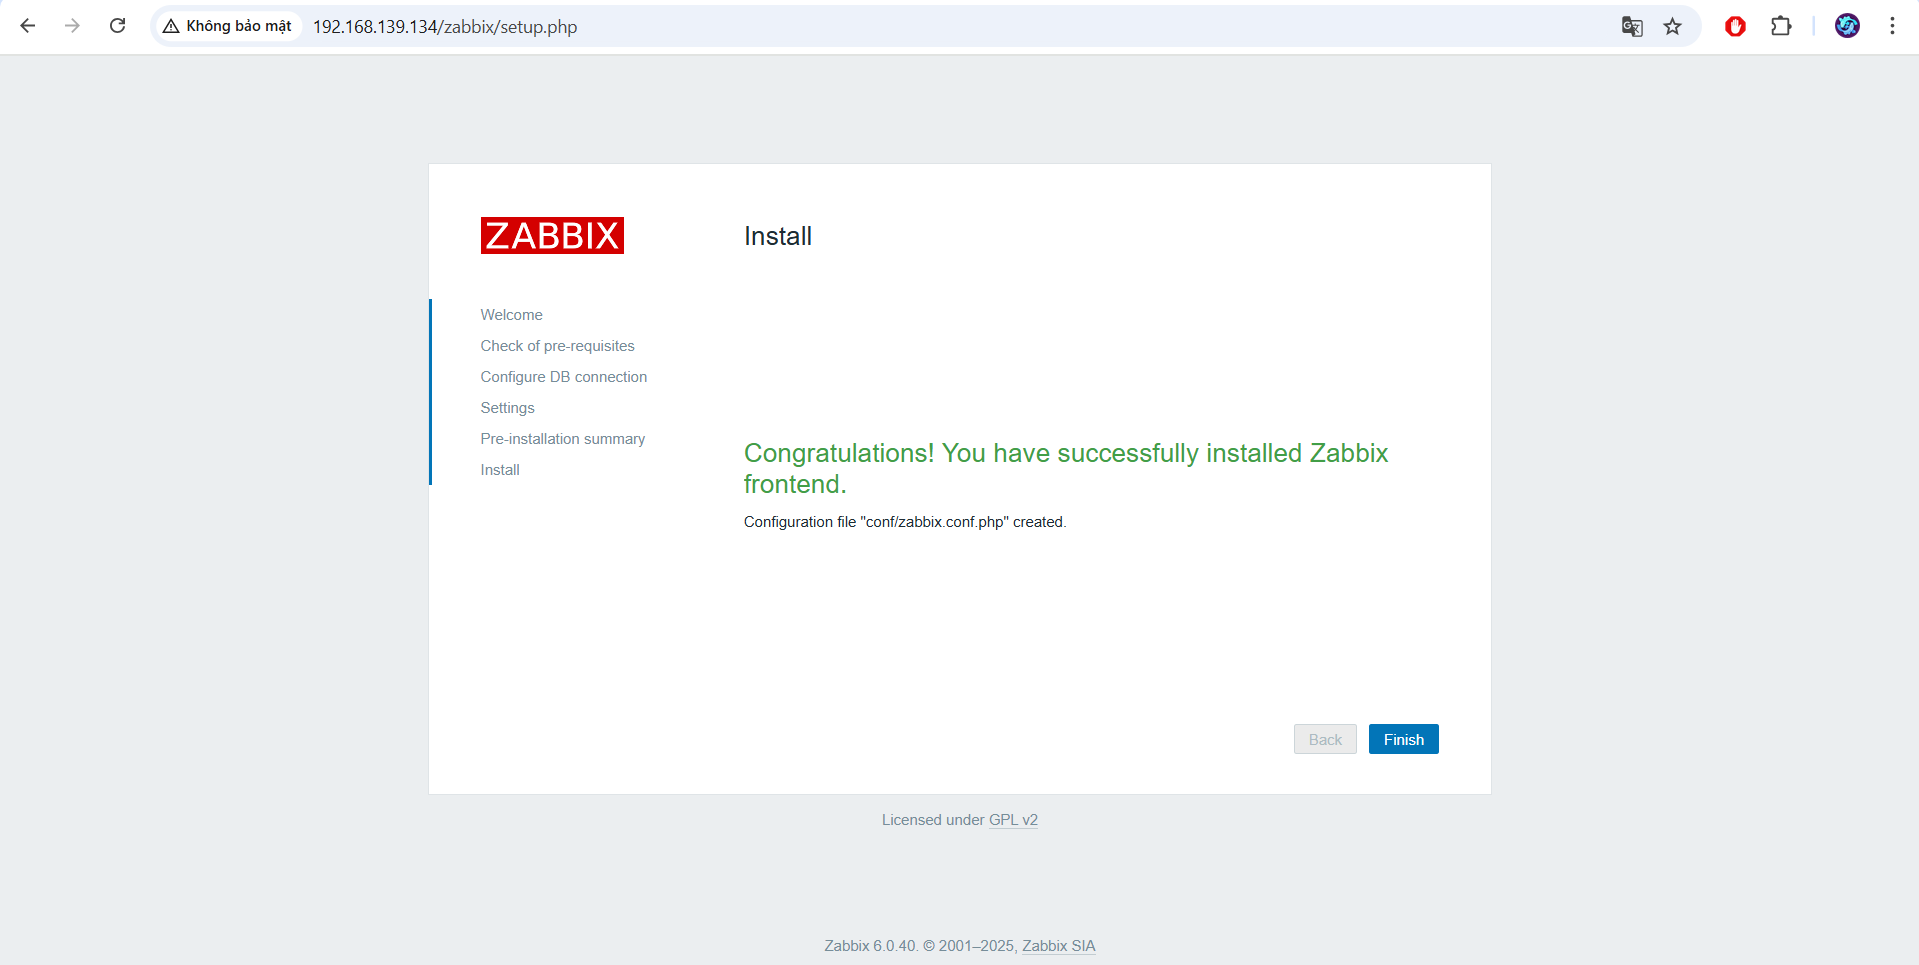 Không bảo mật
192.168.139.134/zabbix/setup.php
ZABBIX
Install
Welcome
Check of pre-requisites
Configure DB connection
Settings
Pre-installation summary
Install
Congratulations! You have successfully installed Zabbix
frontend.
Configuration file "conf/zabbix.conf.php" created.
Back
Finish
Licensed under GPL v2
Zabbix 6.0.40. © 2001–2025, Zabbix SIA